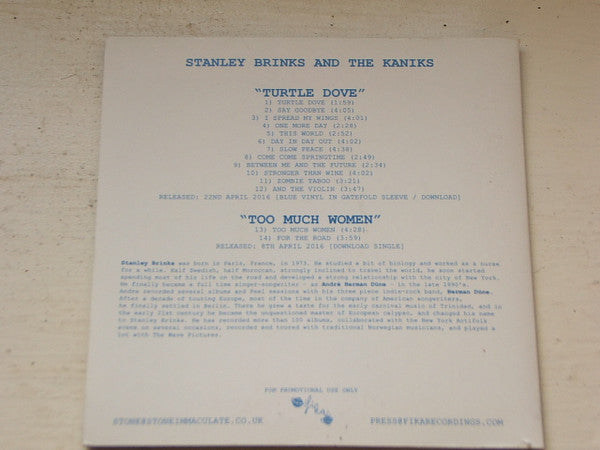 STANLEY BRINKS AND THE KANIKS
"TURTLE DOVE"
1) TURTLE DOVE (1:59)
2) SAY GOODBYE (4:05)
3) I SPREAD MY WINGS (4:01)
4) ONE MORE DAY (2:28)
5) THIS WORLD (2:52)
6) DAY IN DAY OUT (4:02)
7) SLOW PEACE (4:38)
8) COME COME SPRINGTIME (2:49)
9) BETWEEN ME AND THE FUTURE (2:34)
10) STRONGER THAN WINE (4:02)
11) ZOMBIE TANGO (3:21)
12) AND THE VIOLIN (3:47)
RELEASED: 22ND APRIL 2016 [BLUE VINYL IN GATEFOLD SLEEVE / DOWNLOAD]
"TOO MUCH WOMEN"
13) TOO MUCH WOMEN (4:28)
14) FOR THE ROAD (3:59)
RELEASED: 8TH APRIL 2016 [DOWNLOAD SINGLE]
Stanley Brinks was born in Paris, France, in 1973. He studied a bit of biology and worked as a nurse
for a while. Half Swedish, half Moroccan, strongly inclined to travel the world, he soon started
spending most of his life on the road and developed a strong relationship with the city of New York.
He finally became a full time singer-songwriter - as André Herman Düne - in the late 1990's.
Andre recorded several albums and Peel sessions with his three piece indie-rock band, Herman Düne.
After a decade of touring Europe, most of the time in the company of American songwriters,
he finally settled in Berlin. There he grew a taste for the early carnival music of Trinidad, and in
the early 21st century he became the unquestioned master of European calypso, and changed his name
to Stanley Brinks. He has recorded more than 100 albums, collaborated with the New York Antifolk
scene on several occasions, recorded and toured with traditional Norwegian musicians, and played a
lot with The Wave Pictures.
FOR PROMOTIONAL USE ONLY
fika
STONE@STONEIMMACULATE.CO.UK
PRESS@FIKARECORDINGS.COM